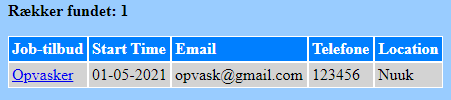 Rækker fundet: 1
Job-tilbud Start Time Email Telefone Location
Opvasker 01-05-2021 opvask@gmail.com 123456 Nuuk